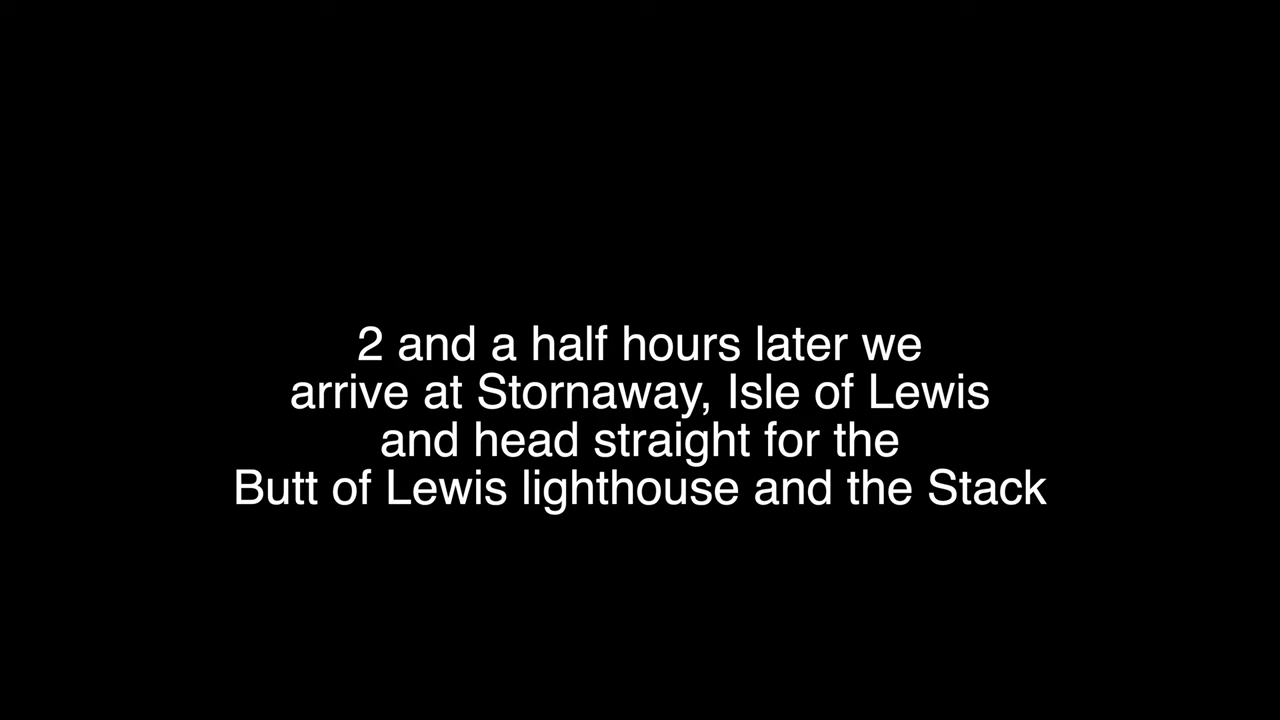 2 and a half hours later we
arrive at Stornaway, Isle of Lewis
and head straight for the
Butt of Lewis lighthouse and the Stack